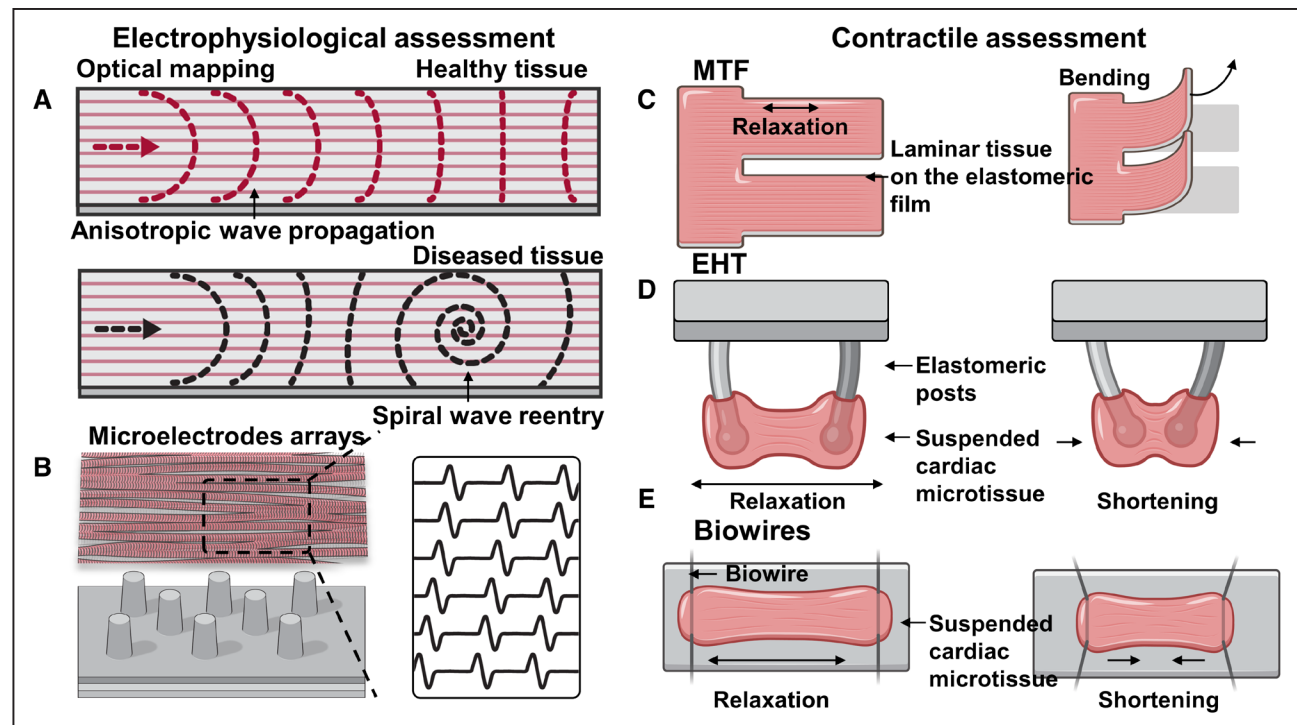 Electrophysiological assessment
Optical mapping
Healthy tissue
A
Anisotropic wave propagation
Diseased tissue
Spiral wave reentry
Microelectrodes arrays
B
Contractile assessment
MTF
Bending
C
Relaxation
Laminar tissue
on the elastomeric
film
EHT
D
Elastomeric
posts
Suspended
cardiac
microtissue
Relaxation
Shortening
E
Biowires
Biowire
Suspended
cardiac
microtissue
Relaxation
Shortening